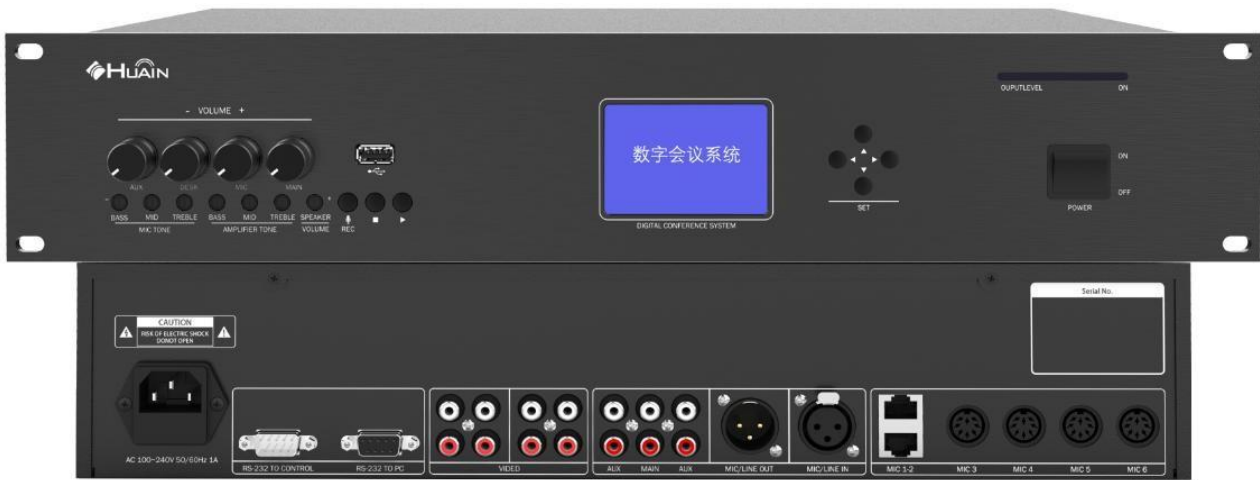 HUAIN
- VOLUME +
AUX DESK MIC MAIN
- +
BASS MID TREBLE BASS MID TREBLE SPEAKER REC
MIC TONE AMPLIFIER TONE VOLUME
数字会议系统
DIGITAL CONFERENCE SYSTEM
SET
OUPUTLEVEL ON
ON
OFF
POWER
CAUTION
RISK OF ELECTRIC SHOCK
DONOT OPEN
AC 100~240V 50/60Hz 1A
RS-232 TO CONTROL RS-232 TO PC
VIDEO
AUX MAIN AUX
MIC/LINE OUT
MIC/LINE IN
Serial No.
MIC 1-2 MIC 3 MIC 4 MIC 5 MIC 6